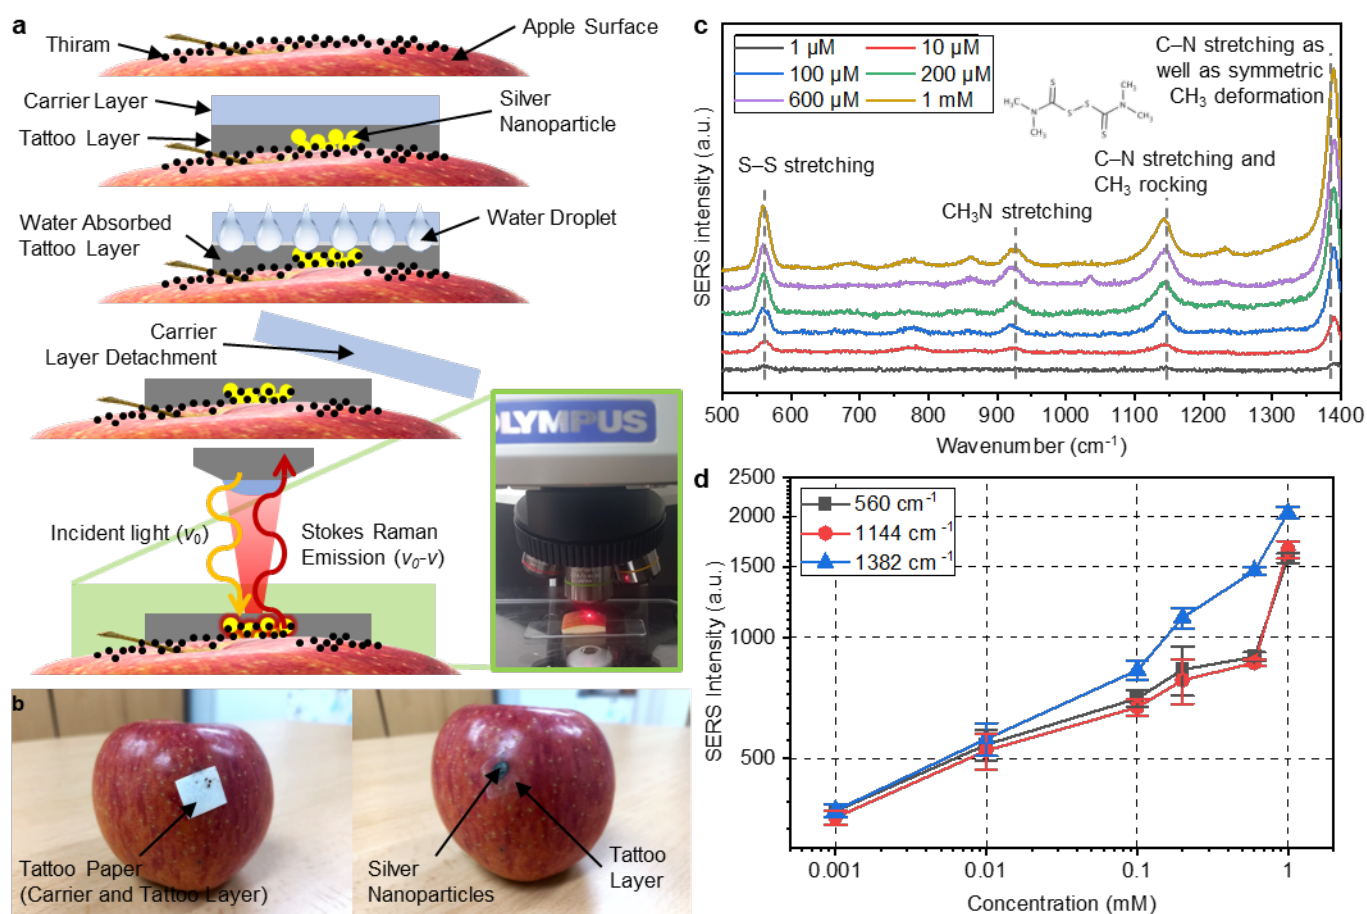 a
Thiram
Apple Surface
Carrier Layer
Silver
Nanoparticle
Tattoo Layer
Water Absorbed
Tattoo Layer
Water Droplet
Carrier
Layer Detachment
OLYMPUS
Incident light (v₀)
Stokes Raman
Emission (v₀-v)
b
Tattoo Paper
(Carrier and Tattoo Layer)
Silver
Nanoparticles
Tattoo
Layer
c
1 µM
10 µM
100 µM
200 µM
600 µM
1 mM
C–N stretching as
well as symmetric
CH₃ deformation
S–S stretching
CH₃N stretching
C–N stretching and
CH₃ rocking
H₃C
N
CH₃
S
S
S
S
N
CH₃
CH₃
SERS intensity (a.u.)
500 600 700 800 900 1000 1100 1200 1300 1400
Wavenumber (cm⁻¹)
d
560 cm⁻¹
1144 cm⁻¹
1382 cm⁻¹
2500
2000
1500
1000
500
SERS Intensity (a.u.)
0.001 0.01 0.1 1
Concentration (mM)